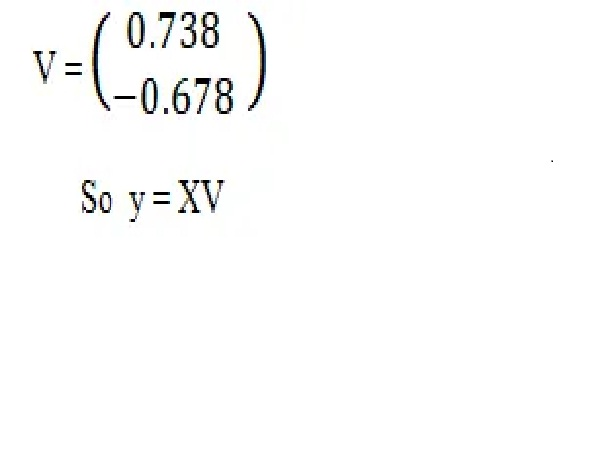 V = ( 0.738
−0.678 )
So y = XV